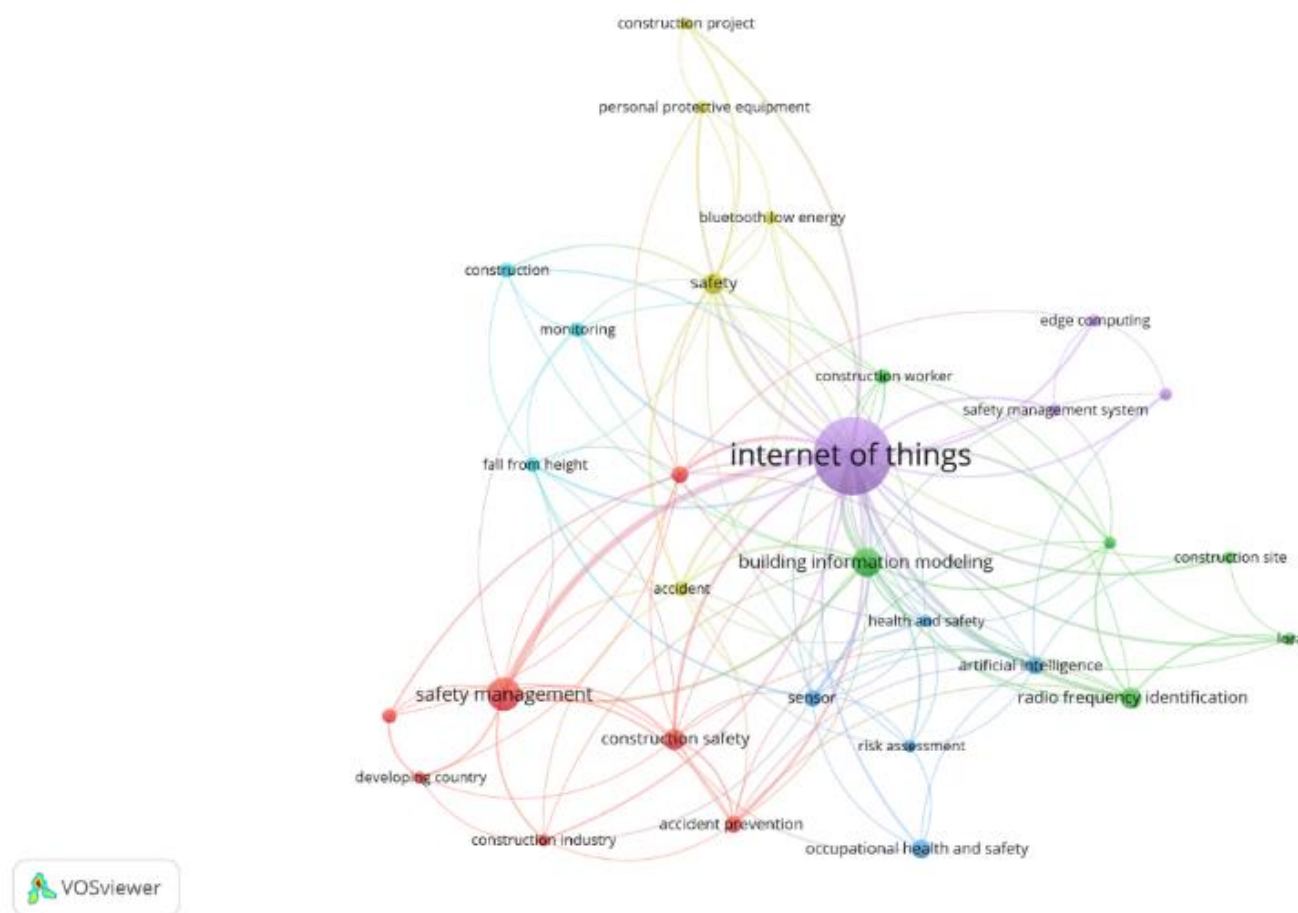 construction project
personal protective equipment
bluetooth low energy
construction
safety
edge computing
monitoring
construction worker
safety management system
internet of things
fall from height
construction site
building information modeling
accident
health and safety
artificial intelligence
safety management
sensor
radio frequency identification
construction safety
risk assessment
developing country
accident prevention
construction industry
occupational health and safety
VOSviewer